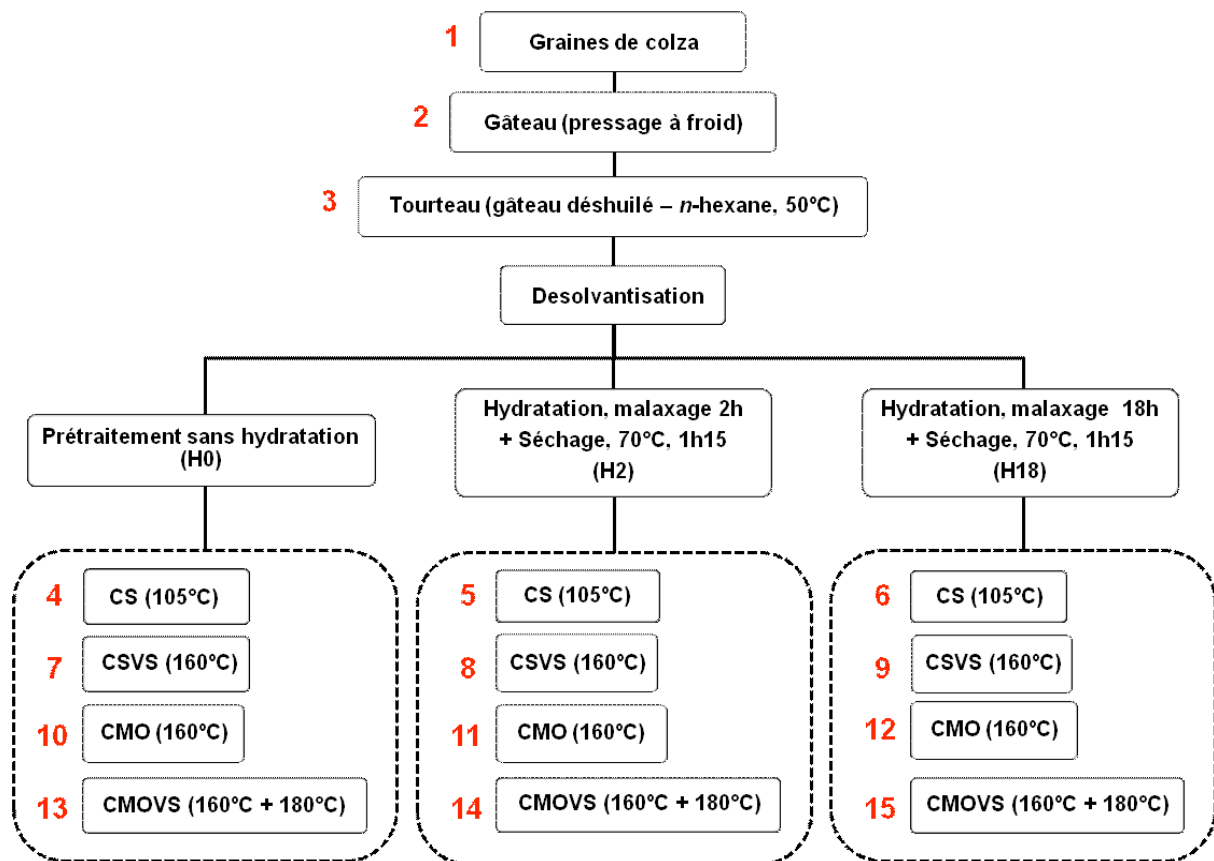 1 Graines de colza
2 Gâteau (pressage à froid)
3 Tourteau (gâteau déshuilé – n-hexane, 50°C)
Desolvantisation
Prétraitement sans hydratation
(H0)
Hydratation, malaxage 2h
+ Séchage, 70°C, 1h15
(H2)
Hydratation, malaxage 18h
+ Séchage, 70°C, 1h15
(H18)
4 CS (105°C)
7 CSVS (160°C)
10 CMO (160°C)
13 CMOVS (160°C + 180°C)
5 CS (105°C)
8 CSVS (160°C)
11 CMO (160°C)
14 CMOVS (160°C + 180°C)
6 CS (105°C)
9 CSVS (160°C)
12 CMO (160°C)
15 CMOVS (160°C + 180°C)